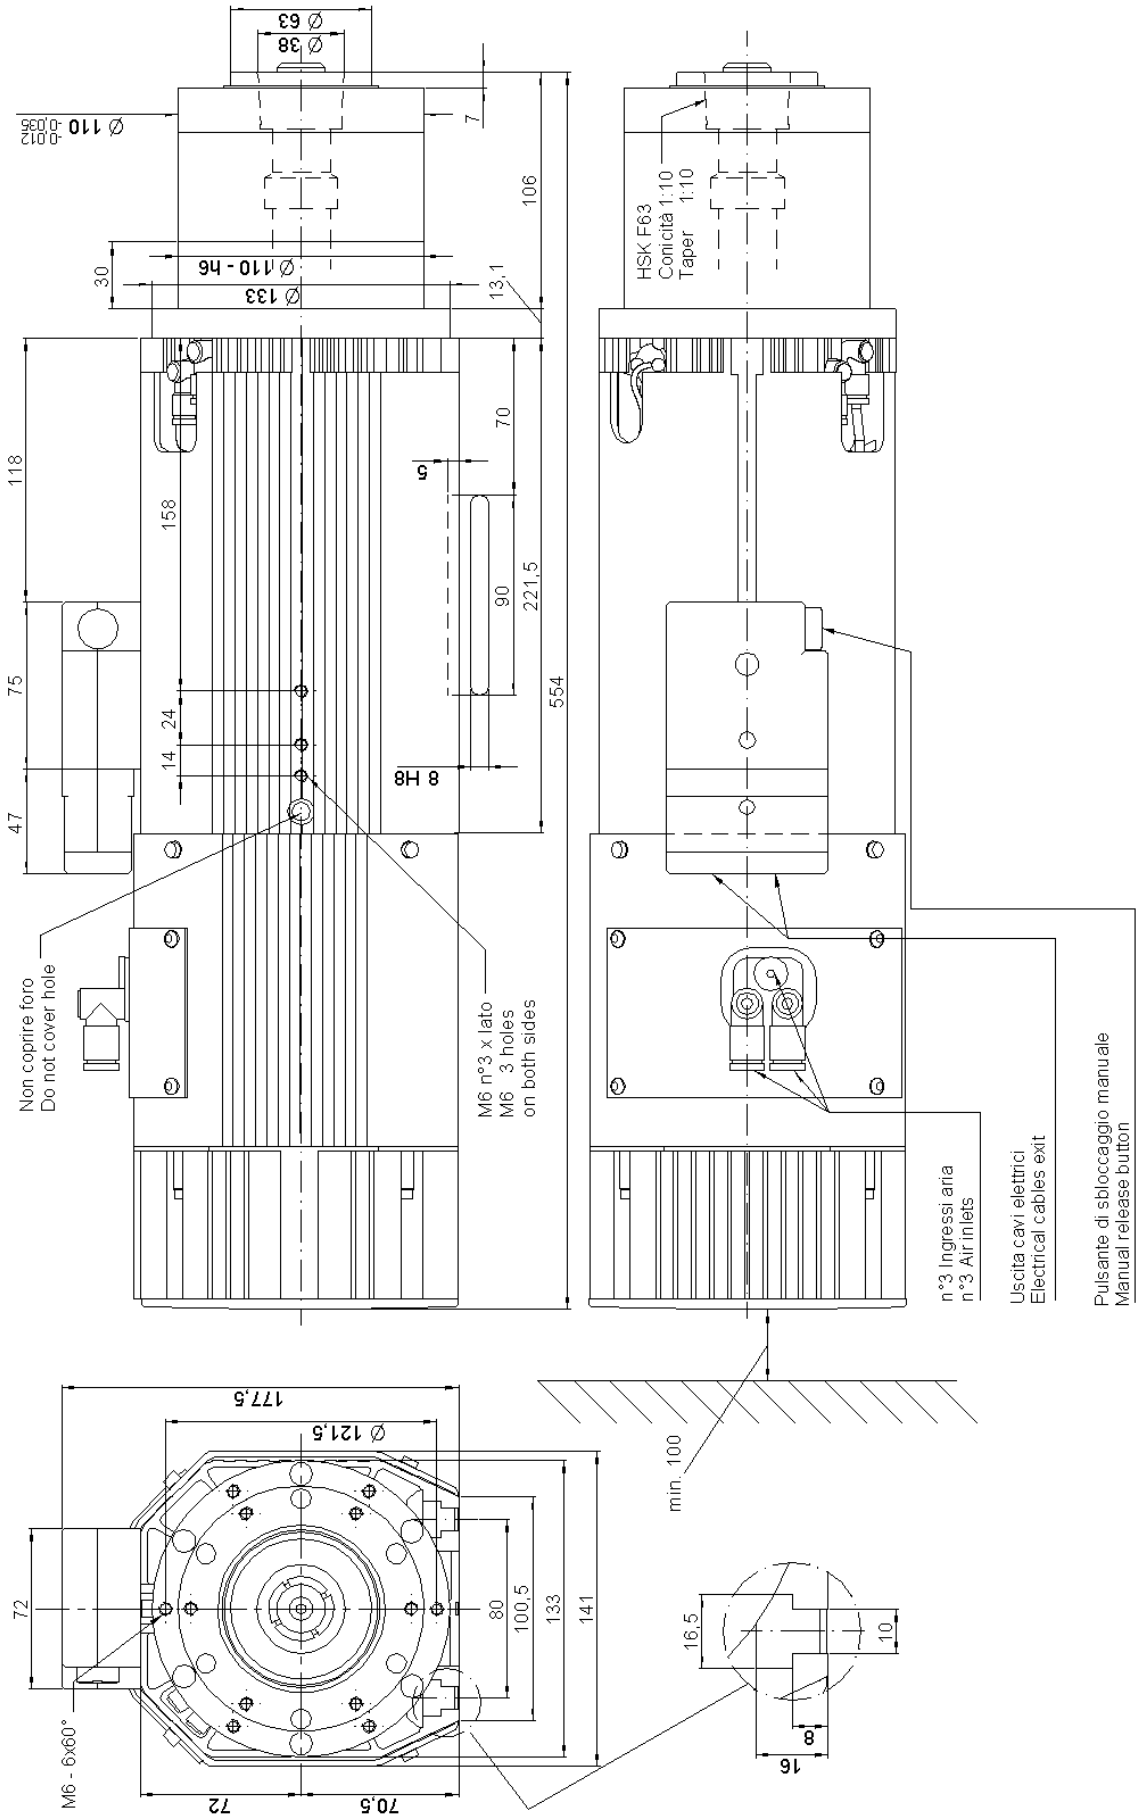 Ø 63
Ø 38
Ø 110 -0,012
-0,035
7
106
30
Ø 110 - h6
Ø 133
13,1
HSK F63
Conicità 1:10
Taper 1:10
118
158
70
5
75
24
14
90
221,5
554
47
8 H8
Non coprire foro
Do not cover hole
M6 n°3 x lato
M6 3 holes
on both sides
n°3 Ingressi aria
n°3 Air inlets
Uscita cavi elettrici
Electrical cables exit
Pulsante di sbloccaggio manuale
Manual release button
min. 100
177,5
Ø 121,5
72
80
100,5
133
141
M6 - 6x60°
72
70,5
16,5
10
8
16